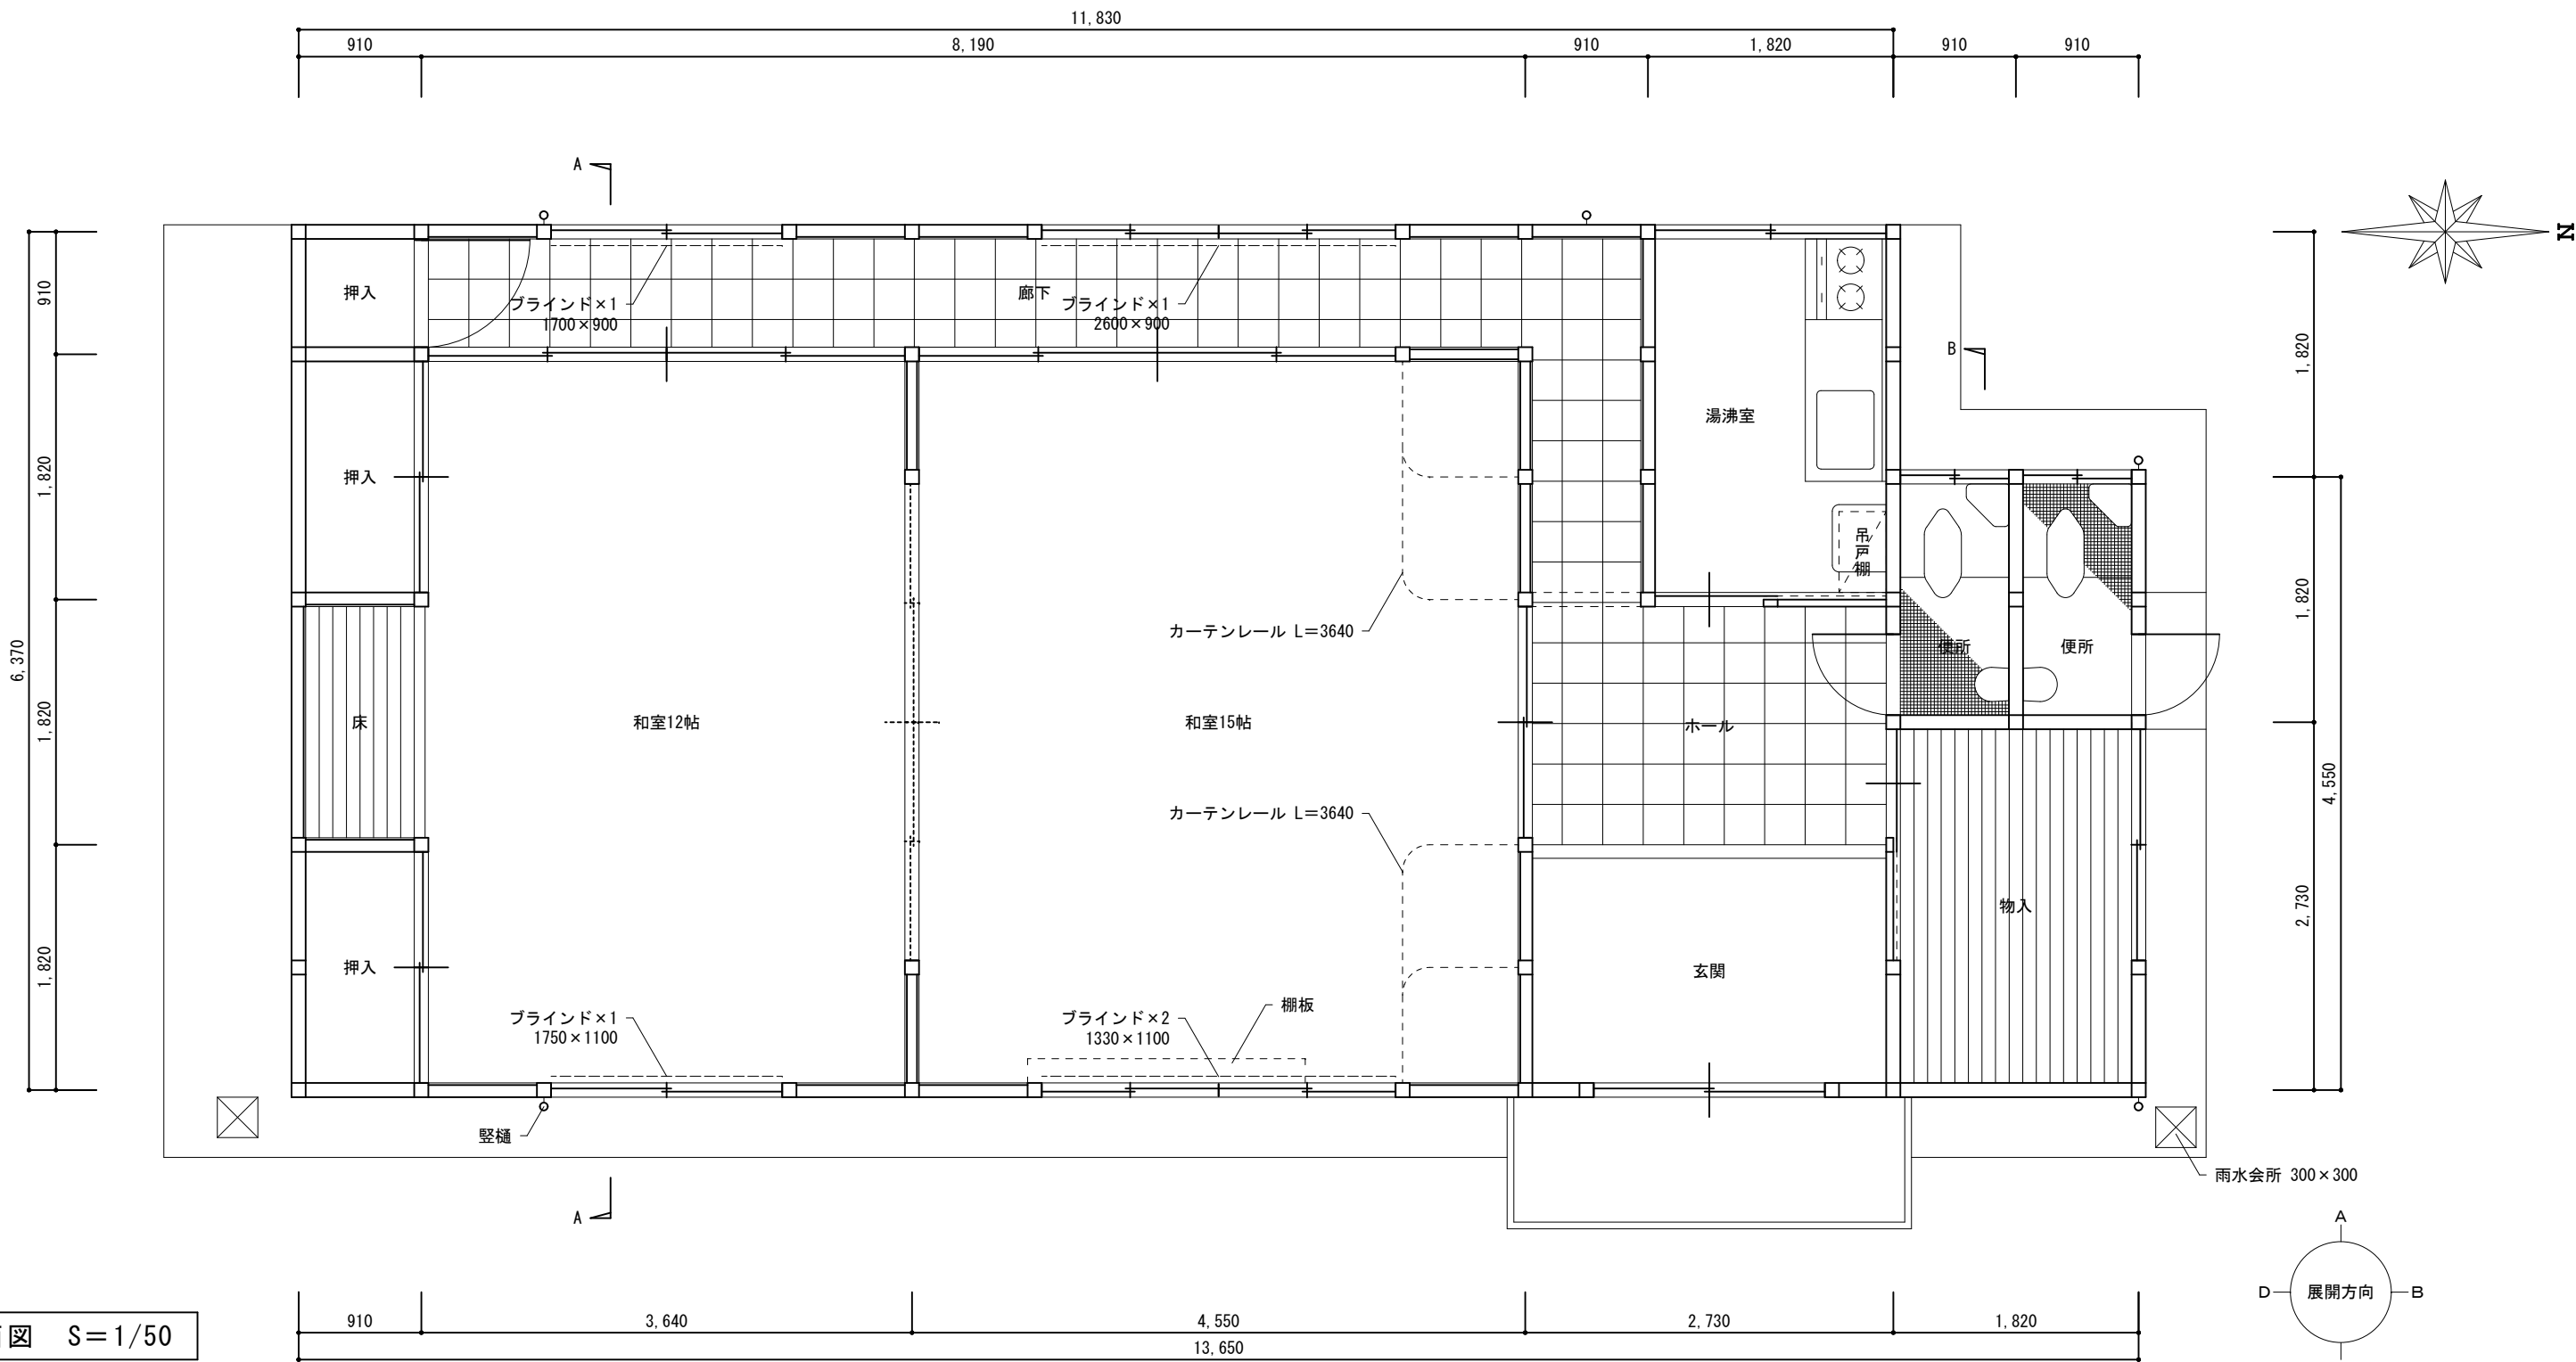 11,830
910
8,190
910
1,820
910
910
A
N
910
押入
廊下
ブラインド×1
1700×900
ブラインド×1
2600×900
B
1,820
湯沸室
1,820
押入
吊戸棚
1,820
カーテンレール L=3640
便所
便所
6,370
1,820
床
和室12帖
和室15帖
ホール
4,550
カーテンレール L=3640
2,730
物入
1,820
押入
玄関
棚板
ブラインド×1
1750×1100
ブラインド×2
1330×1100
竪樋
雨水会所 300×300
A
A
D
展開方向
B
910
3,640
4,550
2,730
1,820
図 S=1/50
13,650